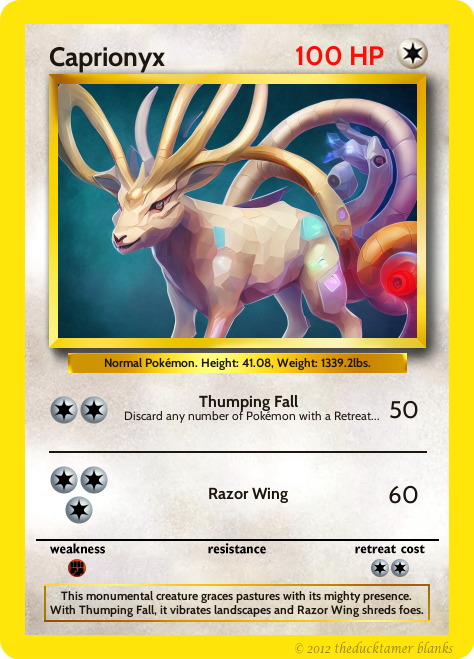 Caprionyx 100 HP
Normal Pokémon. Height: 41.08, Weight: 1339.2lbs.
Thumping Fall
Discard any number of Pokémon with a Retreat... 50
Razor Wing 60
weakness resistance retreat cost
This monumental creature graces pastures with its mighty presence.
With Thumping Fall, it vibrates landscapes and Razor Wing shreds foes.
© 2012 theducktamer blanks